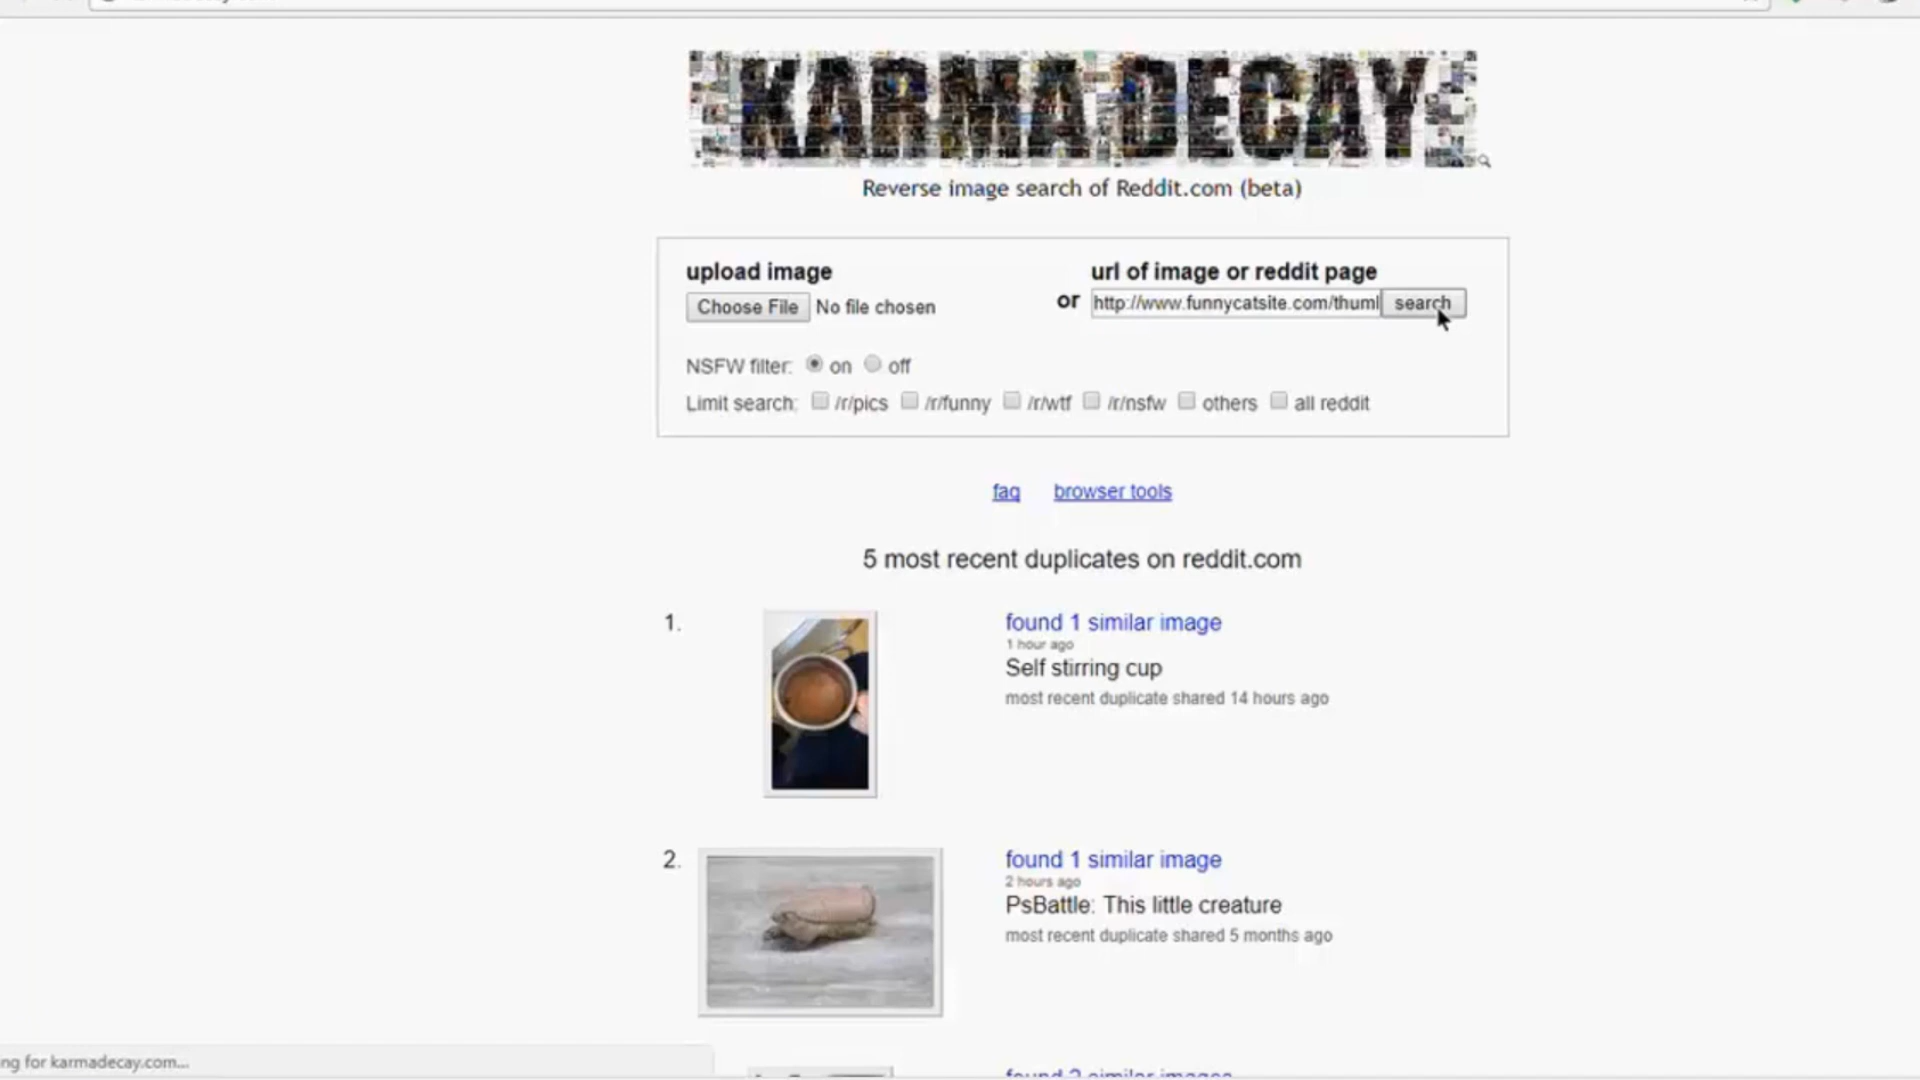 KARMA DECAY
Reverse image search of Reddit.com (beta)
upload image
url of image or reddit page
Choose File No file chosen
or
http://www.funnycatsite.com/thuml
search
NSFW filter: on off
Limit search: /r/pics /r/funny /r/wtf /r/nsfw others all reddit
faq browser tools
5 most recent duplicates on reddit.com
1.
found 1 similar image
1 hour ago
Self stirring cup
most recent duplicate shared 14 hours ago
2.
found 1 similar image
2 hours ago
PsBattle: This little creature
most recent duplicate shared 5 months ago
found 2 similar images
ng for karmadecay.com...